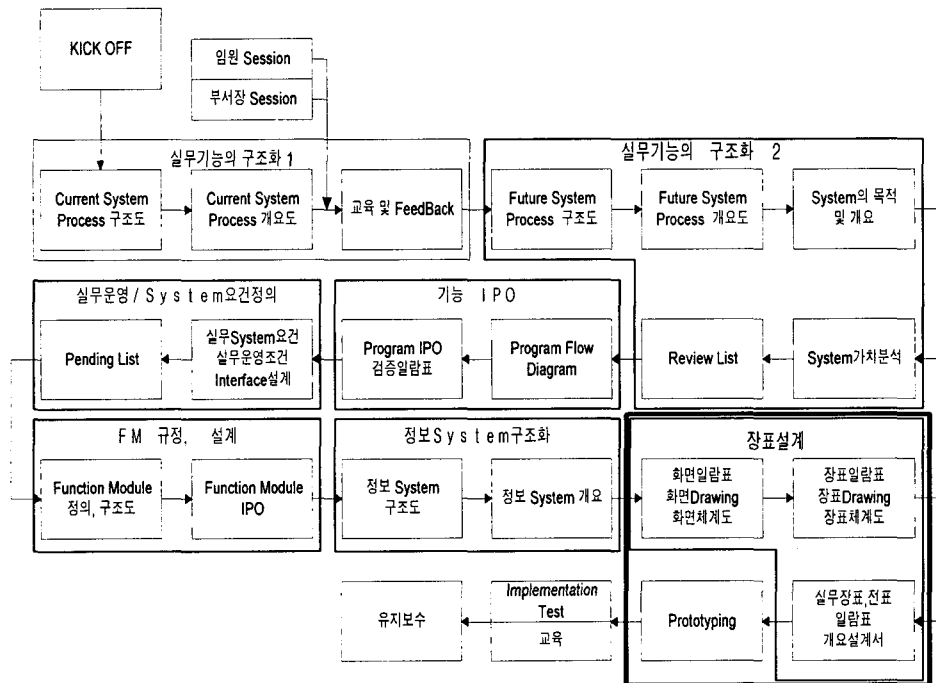 KICK OFF
임원 Session
부서장 Session
실무기능의 구조화 1
Current System
Process 구조도
Current System
Process 개요도
교육 및 FeedBack
실무기능의 구조화 2
Future System
Process 구조도
Future System
Process 개요도
System의 목적
및 개요
실무운영/System요건정의
Pending List
실무System요건
실무운영조건
Interface설계
기능 IPO
Program IPO
검증일람표
Program Flow
Diagram
Review List
System가치분석
FM 규정, 설계
Function Module
정의, 구조도
Function Module
IPO
정보System구조화
정보 System
구조도
정보 System 개요
장표설계
화면일람표
화면Drawing
화면체계도
장표일람표
장표Drawing
장표체계도
유지보수
Implementation
Test
교육
Prototyping
실무장표,전표
일람표
개요설계서